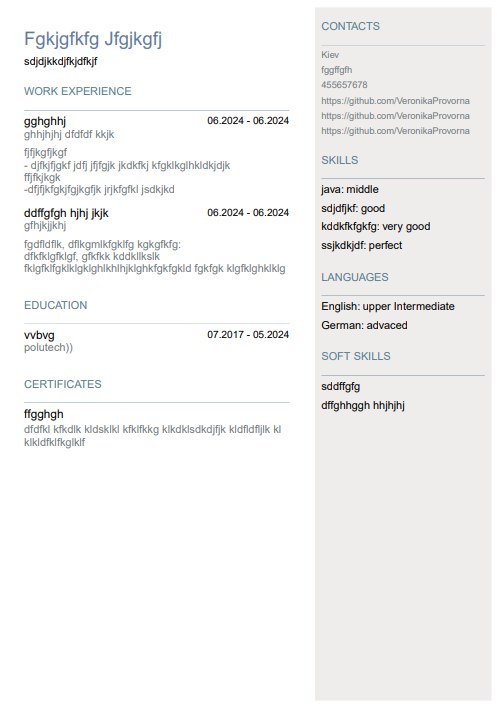 Fgkjgfkfg Jfgjkgfj
sdjdjkkdjfkjdfkjf
WORK EXPERIENCE
gghghhj 06.2024 - 06.2024
ghhjhjhj dfdfdf kkjk
fjfjkgfjkgf
- djfkjfjgkf jdfj jfjfgjk jkdkfkj kfgklkglhkldkjdjk
ffjfkjkgk
-dfjfjkfgkjfgjkgfjk jrjkfgfkl jsdkjkd
ddffgfgh hjhj jkjk 06.2024 - 06.2024
gfhjkjjkhj
fgdfldflk, dflkgmlkfgklfg kgkgfkfg:
dfkfklgfklgf, gfkfkk kddkllkslk
fklgfklfgklklgklghlkhlhjklghkfgkfgkld fgkfgk klgfklghklklg
EDUCATION
vvbvg 07.2017 - 05.2024
polutech))
CERTIFICATES
ffgghgh
dfdfkl kfkdlk kldsklkl kfklfkkg klkdklsdkdjfjk kldfldfljlk kl
klkldfklfkglklf
CONTACTS
Kiev
fggffgfh
455657678
https://github.com/VeronikaProvorna
https://github.com/VeronikaProvorna
https://github.com/VeronikaProvorna
SKILLS
java: middle
sdjdfjkf: good
kddkfkfgkfg: very good
ssjkdkjdf: perfect
LANGUAGES
English: upper Intermediate
German: advaced
SOFT SKILLS
sddffgfg
dffghhggh hhjhjhj